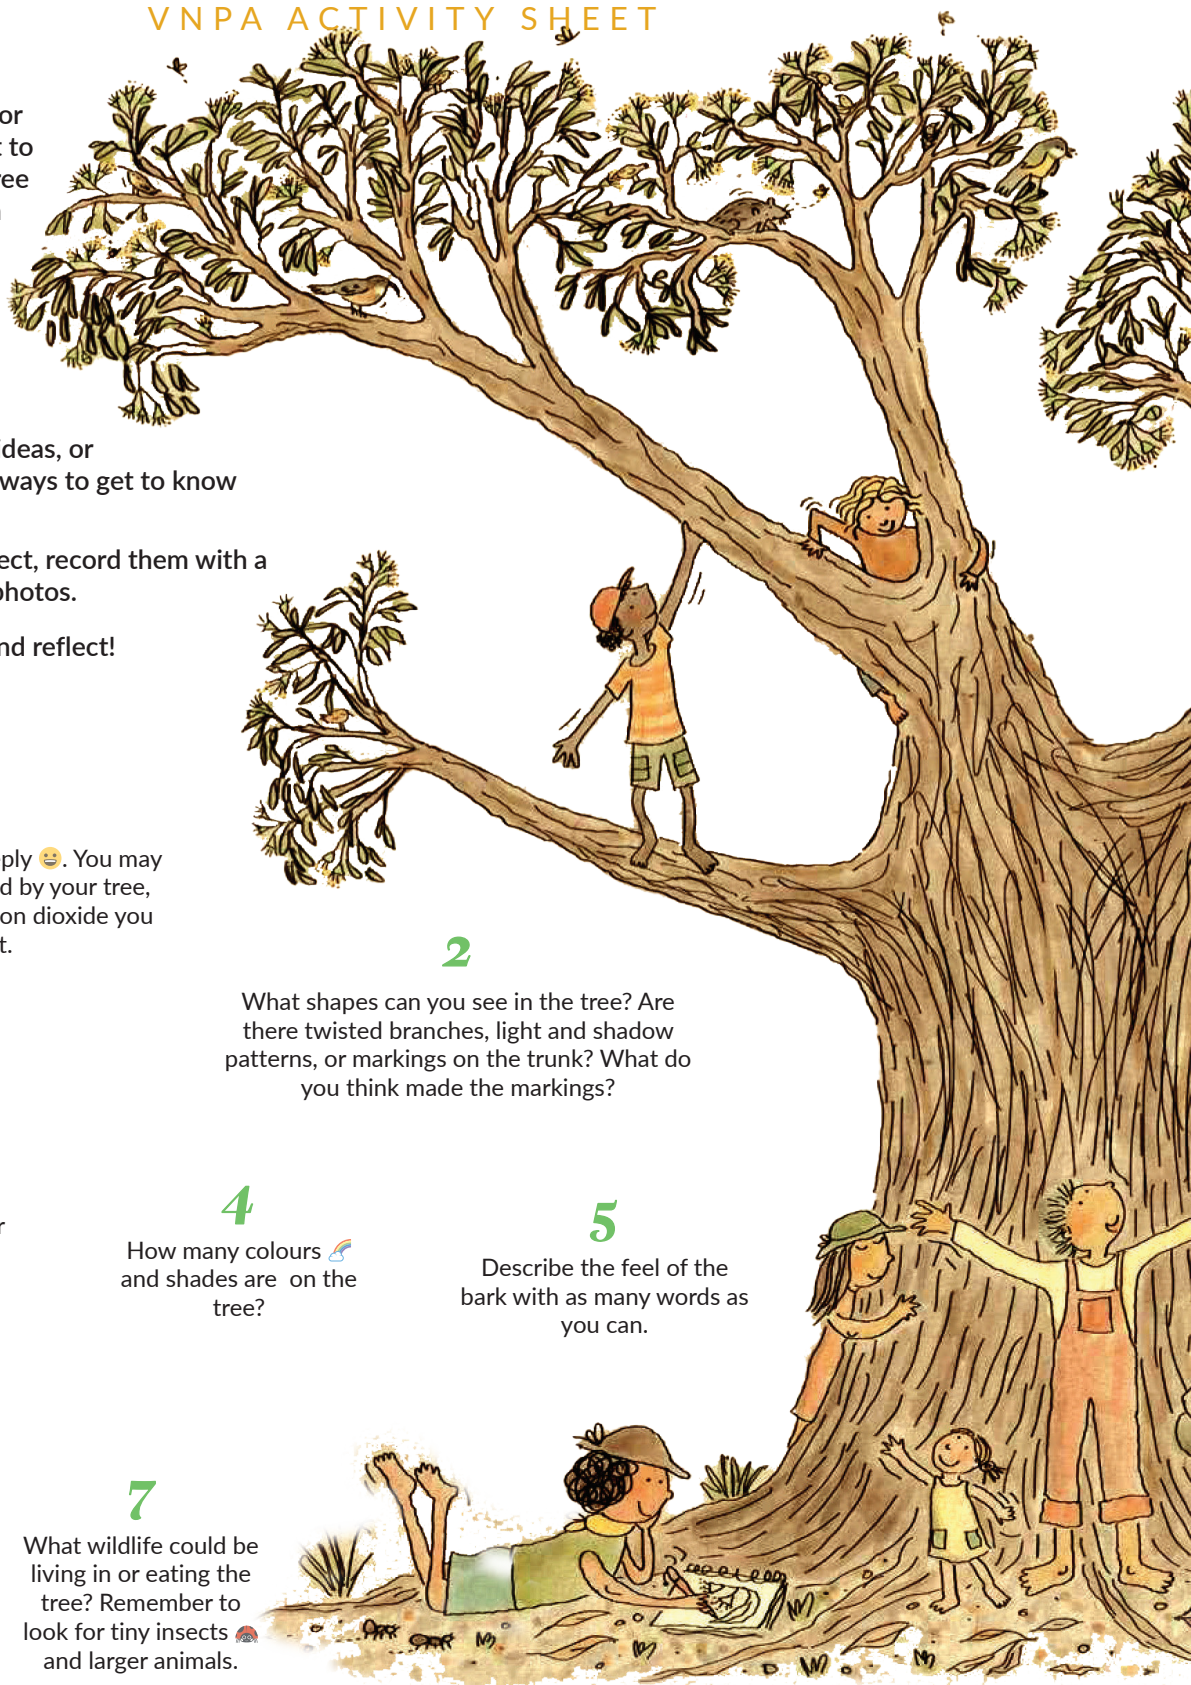 VNPA ACTIVITY SHEET
or
to
ree
ideas, or
ways to get to know
ect, record them with a
photos.
nd reflect!
ply 😀. You may
d by your tree,
on dioxide you
t.
2
What shapes can you see in the tree? Are
there twisted branches, light and shadow
patterns, or markings on the trunk? What do
you think made the markings?
r
4
How many colours 🌈
and shades are on the
tree?
5
Describe the feel of the
bark with as many words as
you can.
7
What wildlife could be
living in or eating the
tree? Remember to
look for tiny insects 🐞
and larger animals.